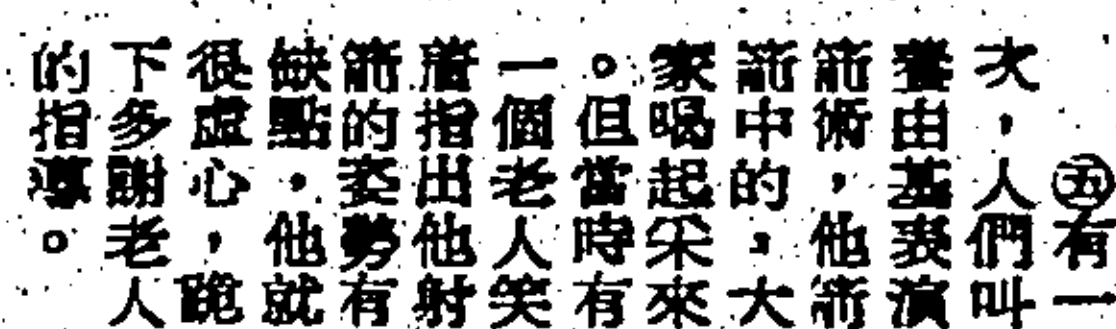 ㊄有一
次，人們叫
養由基表演
箭術，他箭
箭中的，大
家喝起采來
。但當時有
一個老人笑
着指出他射
箭的姿勢有
缺點，他就
很虛心，跪
下多謝老人
的指導。